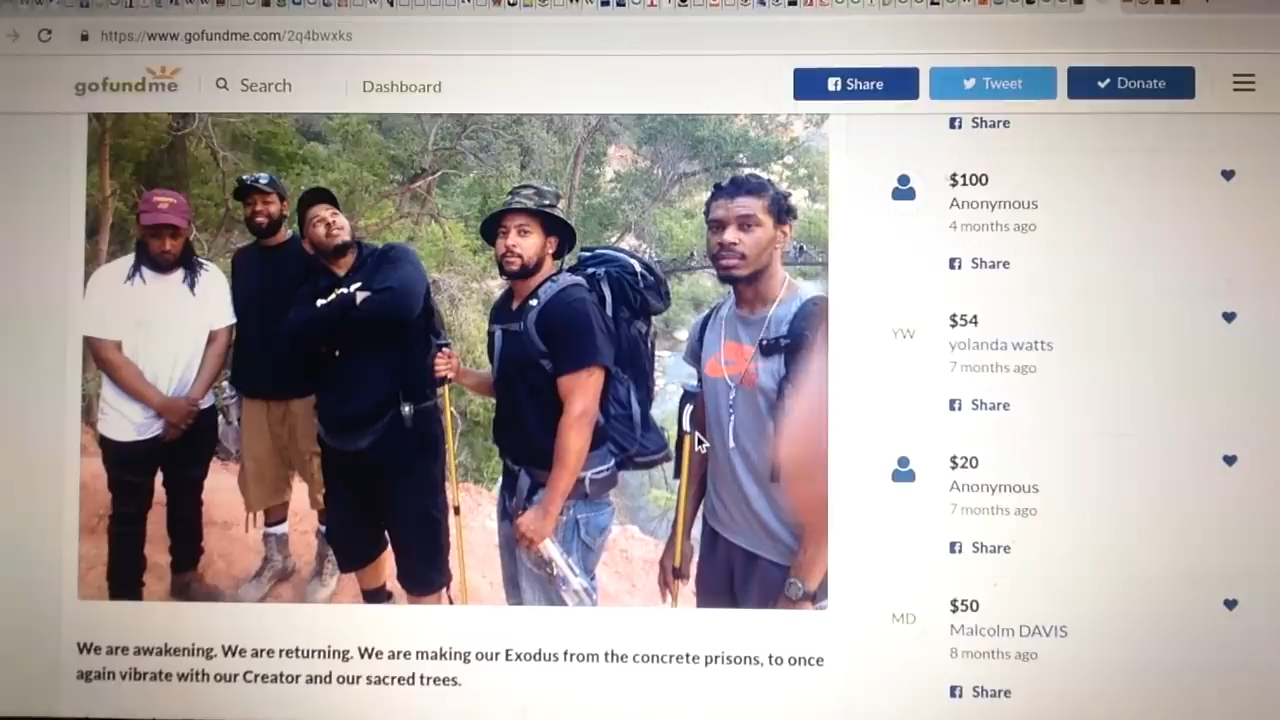 https://www.gofundme.com/2q4bwxks
gofundme
Search
Dashboard
Share
Tweet
Donate
Share
$100
Anonymous
4 months ago
Share
$54
YW
yolanda watts
7 months ago
Share
$20
Anonymous
7 months ago
Share
$50
MD
Malcolm DAVIS
8 months ago
Share
We are awakening. We are returning. We are making our Exodus from the concrete prisons, to once
again vibrate with our Creator and our sacred trees.